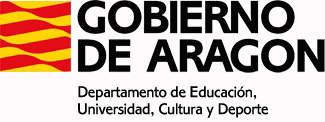 GOBIERNO
DE ARAGON
Departamento de Educación,
Universidad, Cultura y Deporte